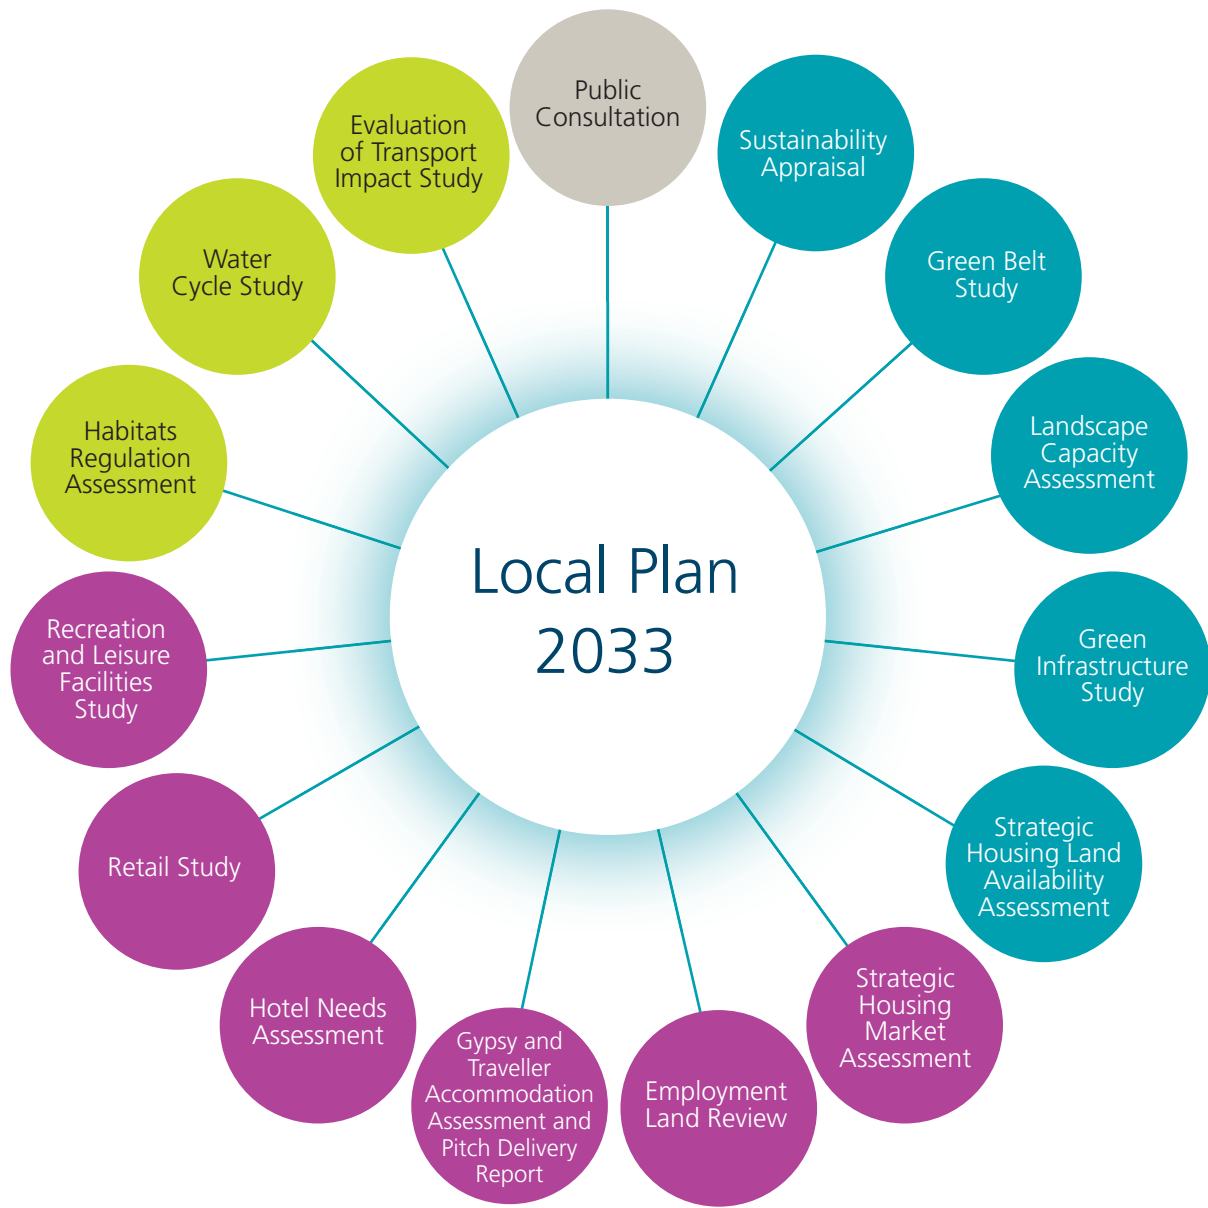 Public
Consultation
Sustainability
Appraisal
Green Belt
Study
Landscape
Capacity
Assessment
Green
Infrastructure
Study
Strategic
Housing Land
Availability
Assessment
Strategic
Housing
Market
Assessment
Employment
Land Review
Gypsy and
Traveller
Accommodation
Assessment and
Pitch Delivery
Report
Hotel Needs
Assessment
Retail Study
Recreation
and Leisure
Facilities
Study
Habitats
Regulation
Assessment
Water
Cycle Study
Evaluation
of Transport
Impact Study
Local Plan
2033